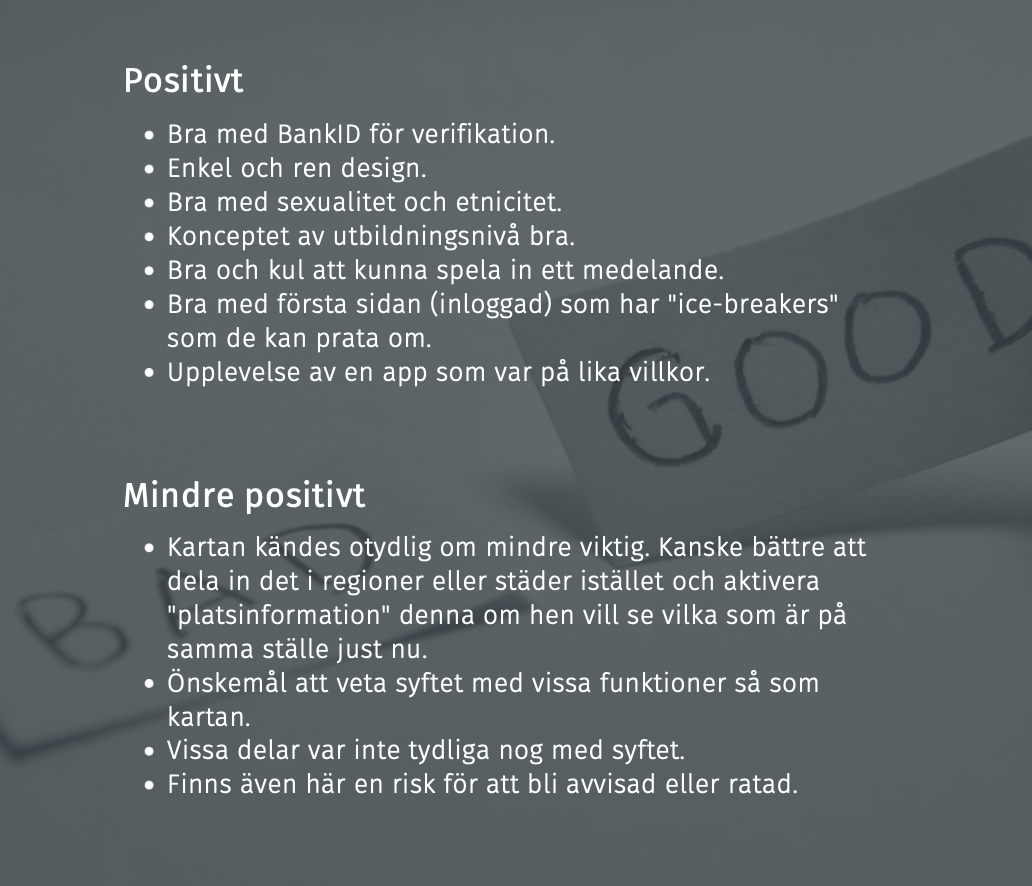 Positivt
• Bra med BankID för verifikation.
• Enkel och ren design.
• Bra med sexualitet och etnicitet.
• Konceptet av utbildningsnivå bra.
• Bra och kul att kunna spela in ett medelande.
• Bra med första sidan (inloggad) som har "ice-breakers"
som de kan prata om.
• Upplevelse av en app som var på lika villkor.
GOOD
Mindre positivt
• Kartan kändes otydlig om mindre viktig. Kanske bättre att
dela in det i regioner eller städer istället och aktivera
"platsinformation" denna om hen vill se vilka som är på
samma ställe just nu.
• Önskemål att veta syftet med vissa funktioner så som
kartan.
• Vissa delar var inte tydliga nog med syftet.
• Finns även här en risk för att bli avvisad eller ratad.
BAD